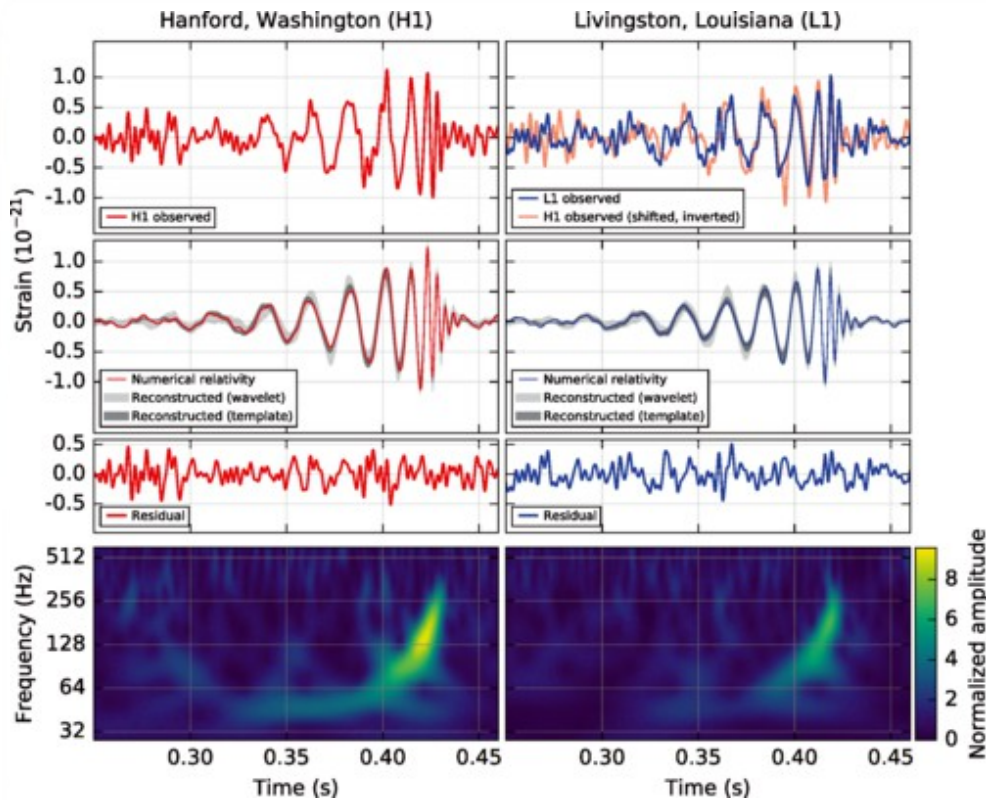 Hanford, Washington (H1)
Livingston, Louisiana (L1)
Strain (10⁻²¹)
1.0
0.5
0.0
-0.5
-1.0
H1 observed
L1 observed
H1 observed (shifted, inverted)
1.0
0.5
0.0
-0.5
-1.0
Numerical relativity
Reconstructed (wavelet)
Reconstructed (template)
Numerical relativity
Reconstructed (wavelet)
Reconstructed (template)
0.5
0.0
-0.5
Residual
Residual
Frequency (Hz)
512
256
128
64
32
Normalized amplitude
8
6
4
2
0
0.30
0.35
0.40
0.45
0.30
0.35
0.40
0.45
Time (s)
Time (s)